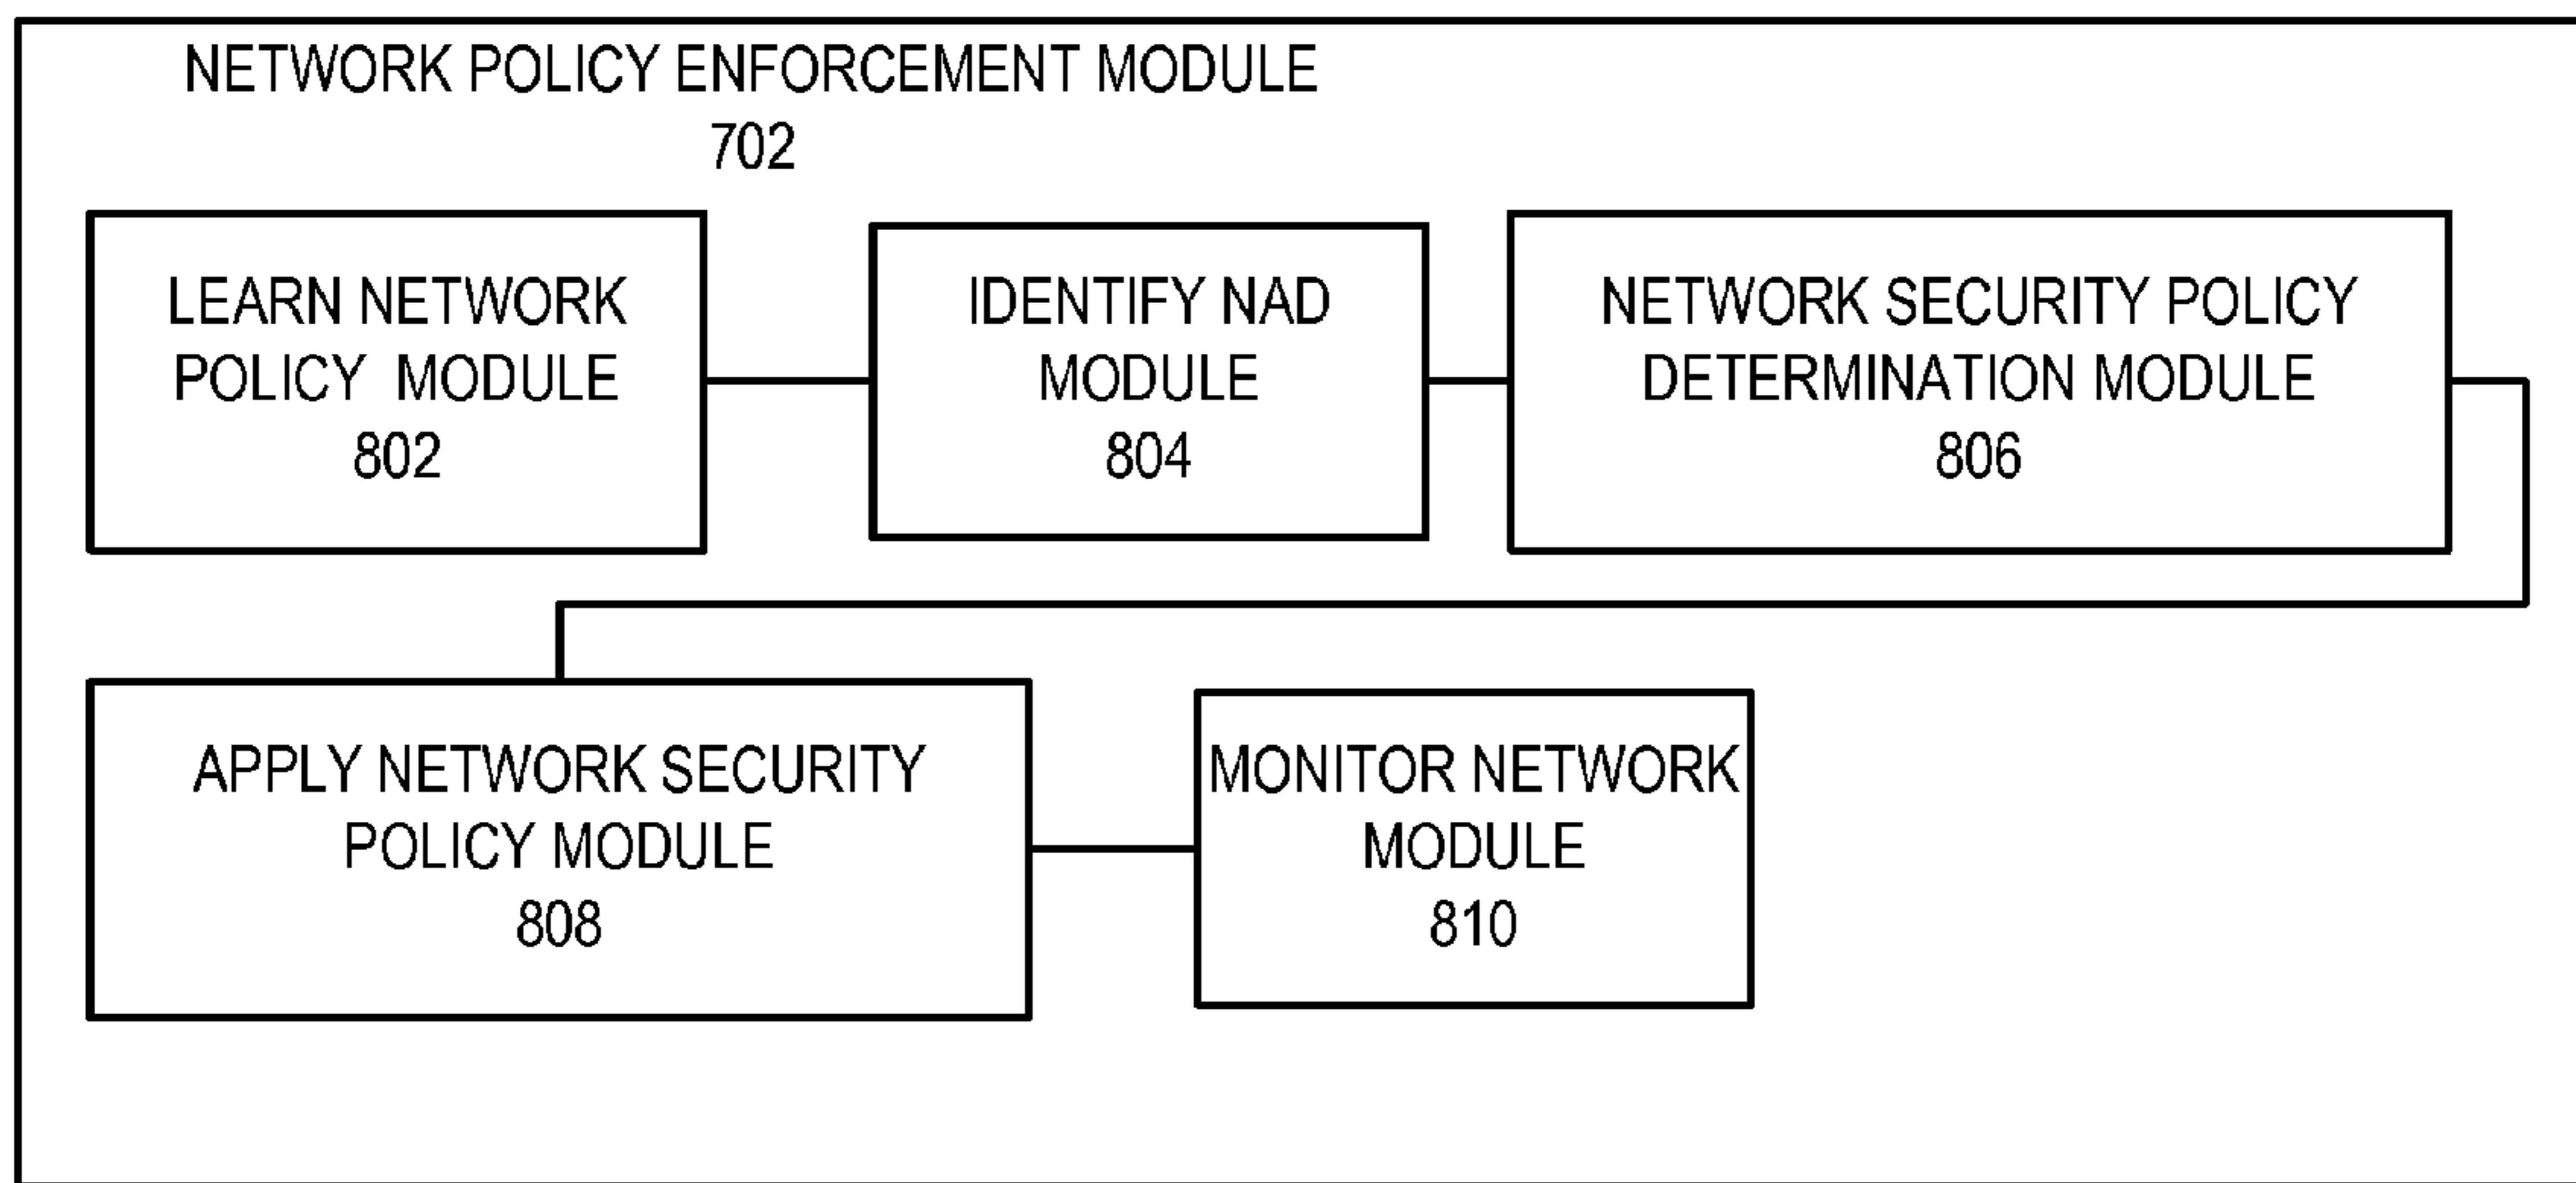 NETWORK POLICY ENFORCEMENT MODULE
702
LEARN NETWORK
POLICY MODULE
802
IDENTIFY NAD
MODULE
804
NETWORK SECURITY POLICY
DETERMINATION MODULE
806
APPLY NETWORK SECURITY
POLICY MODULE
808
MONITOR NETWORK
MODULE
810